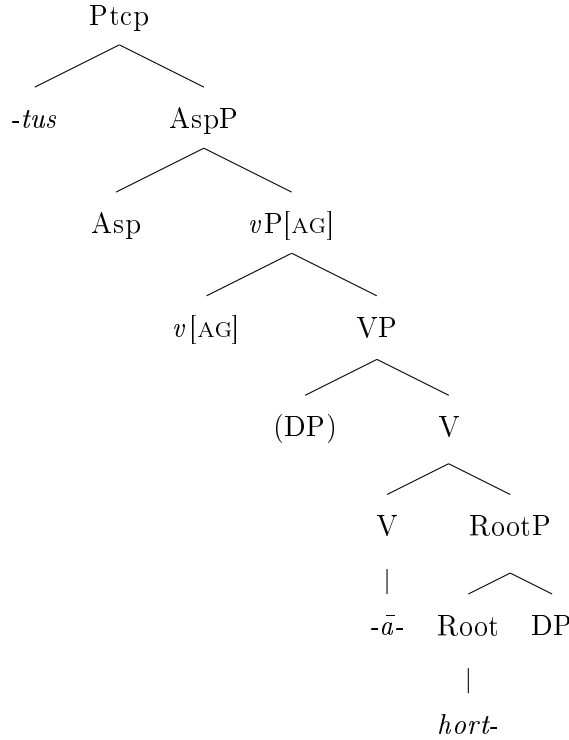 Ptcp
-tus AspP
Asp vP[AG]
v[AG] VP
(DP) V
V RootP
-ā- Root DP
hort-